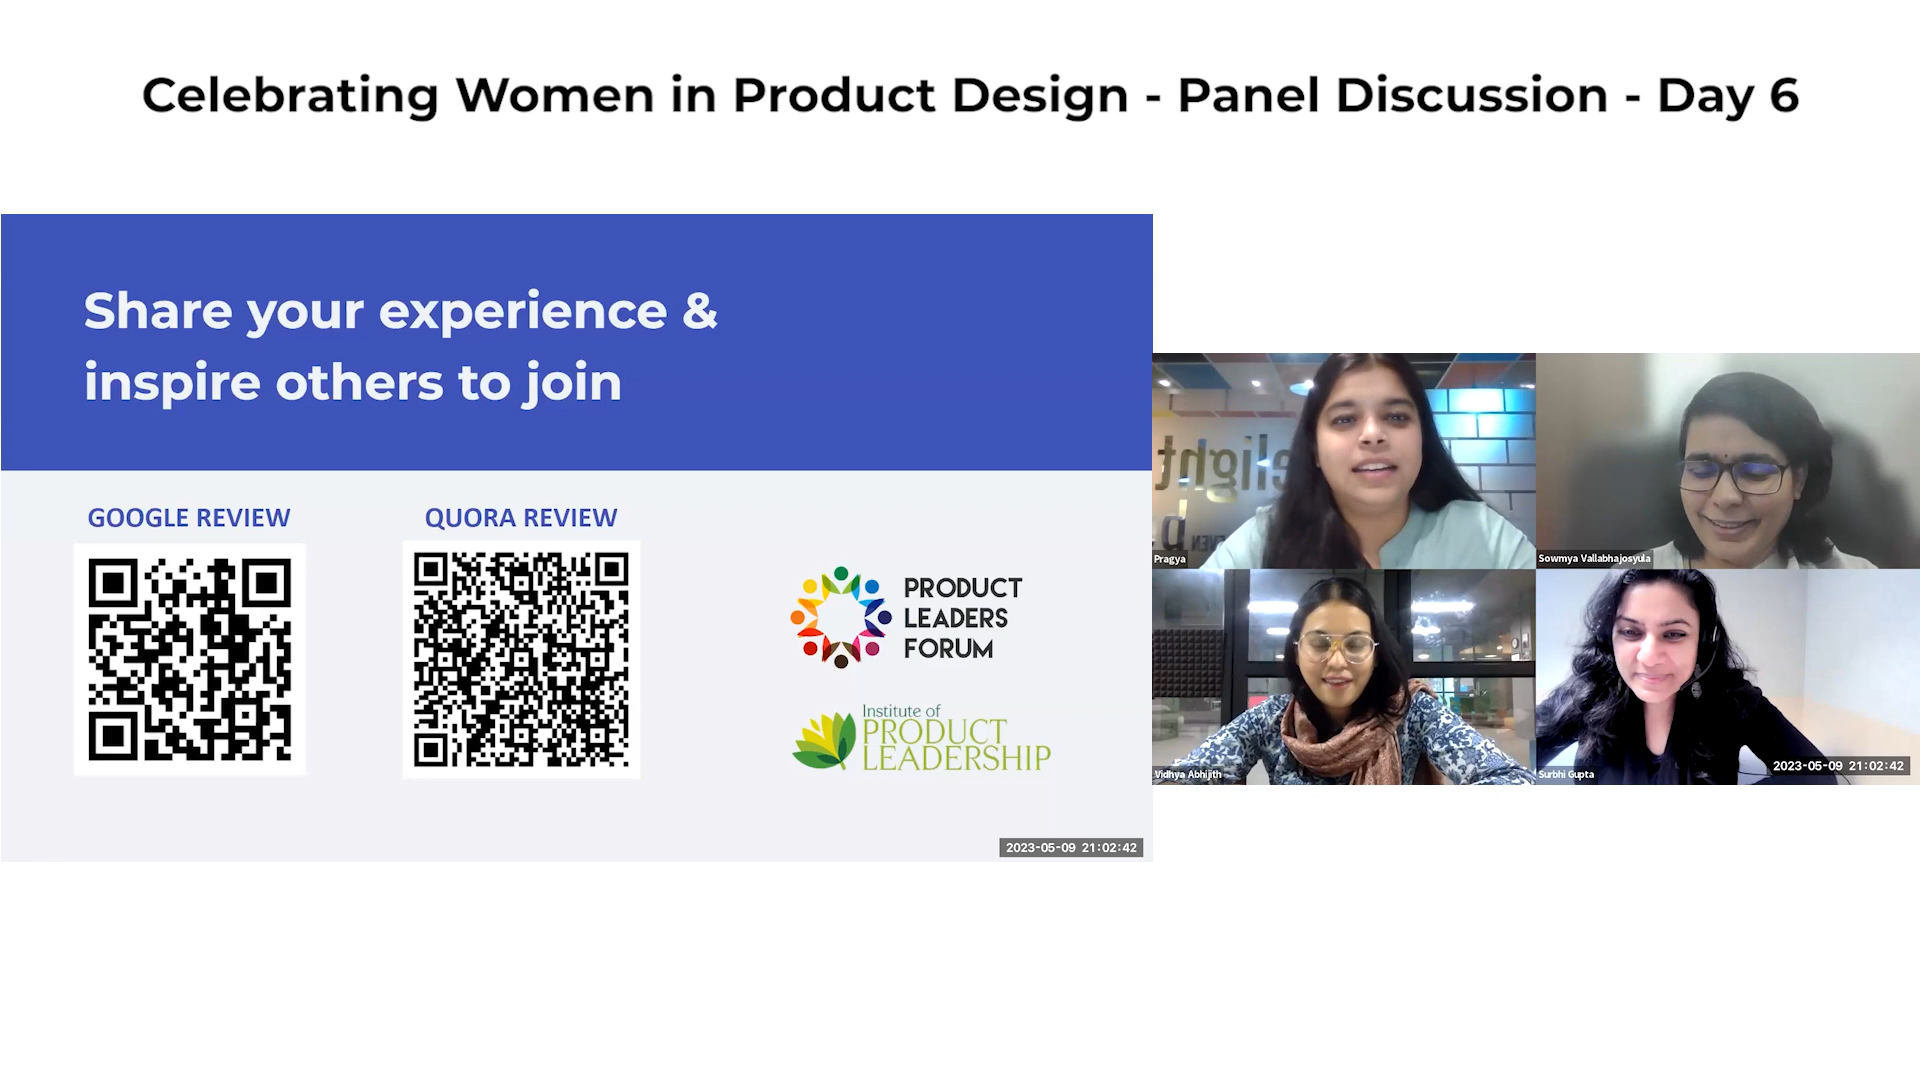 Celebrating Women in Product Design - Panel Discussion - Day 6
Share your experience &
inspire others to join
GOOGLE REVIEW
QUORA REVIEW
PRODUCT
LEADERS
FORUM
Institute of
PRODUCT
LEADERSHIP
2023-05-09 21:02:42
elight
Pragya
Sowmya Vallabhajosyula
Vidhya Abhijith
Surbhi Gupta
2023-05-09 21:02:42